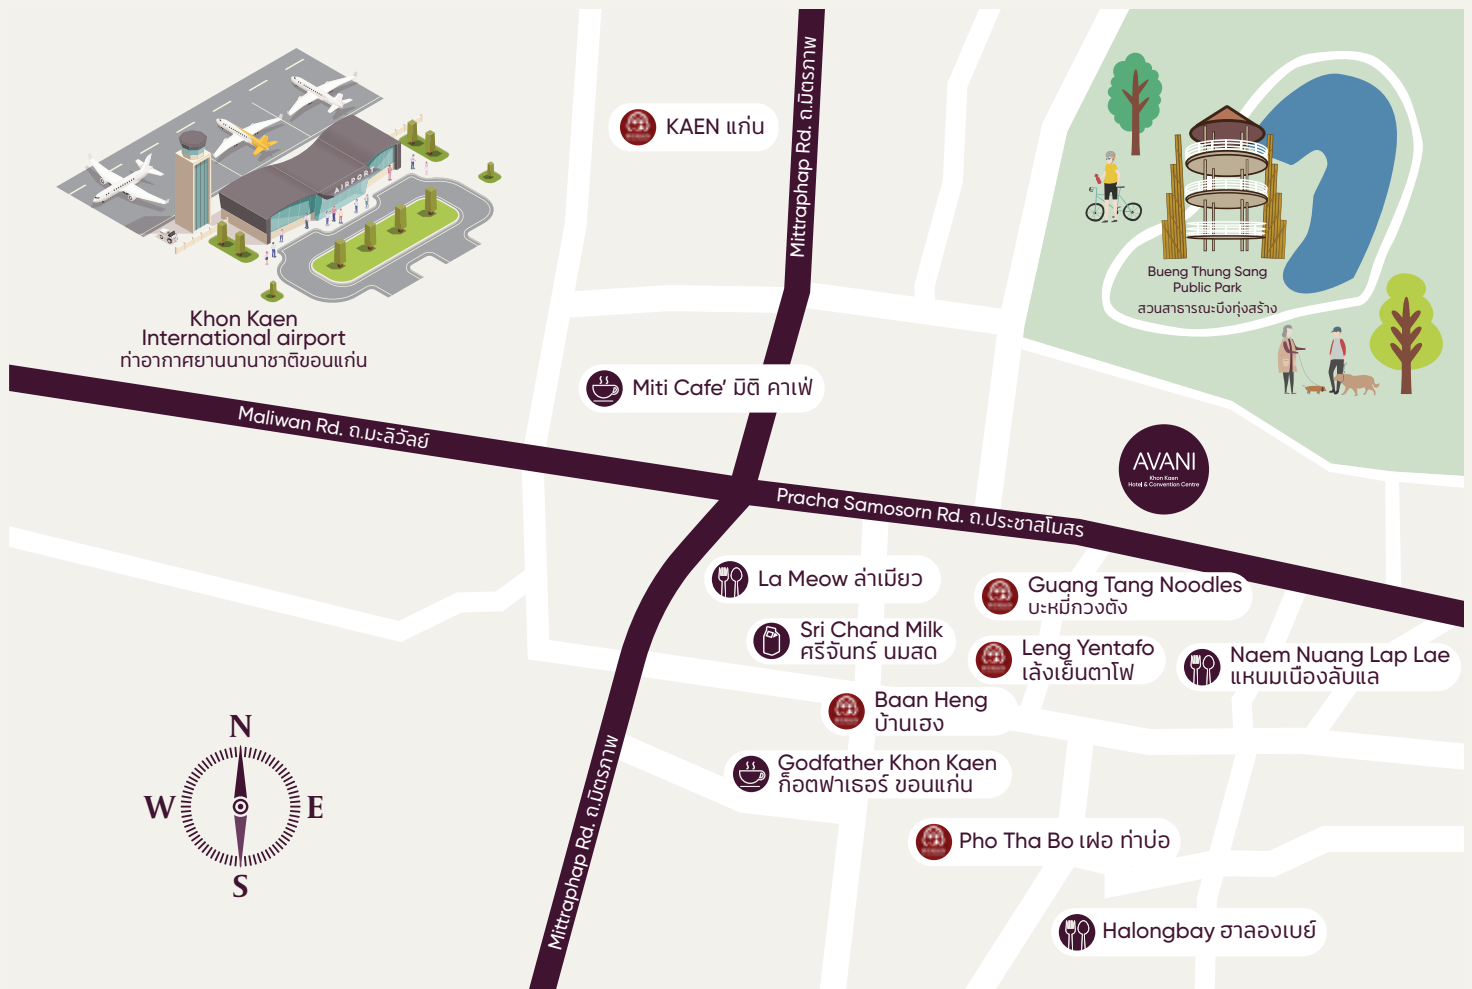 Mittraphap Rd. ถ.มิตรภาพ
KAEN แก่น
AIRPORT
Khon Kaen
International airport
ท่าอากาศยานนานาชาติขอนแก่น
Bueng Thung Sang
Public Park
สวนสาธารณะบึงทุ่งสร้าง
Miti Cafe’ มิติ คาเฟ่
Maliwan Rd. ถ.มะลิวัลย์
AVANI
Khon Kaen
Hotel & Convention Centre
Pracha Samosorn Rd. ถ.ประชาสโมสร
La Meow ล่าเมียว
Guang Tang Noodles
บะหมี่กวงตัง
Sri Chand Milk
ศรีจันทร์ นมสด
Leng Yentafo
เล้งเย็นตาโฟ
Naem Nuang Lap Lae
แหนมเนืองลับแล
Baan Heng
บ้านเฮง
Godfather Khon Kaen
ก็อตฟาเธอร์ ขอนแก่น
Mittraphap Rd. ถ.มิตรภาพ
N
W
E
S
Pho Tha Bo เฝอ ท่าบ่อ
Halongbay ฮาลองเบย์